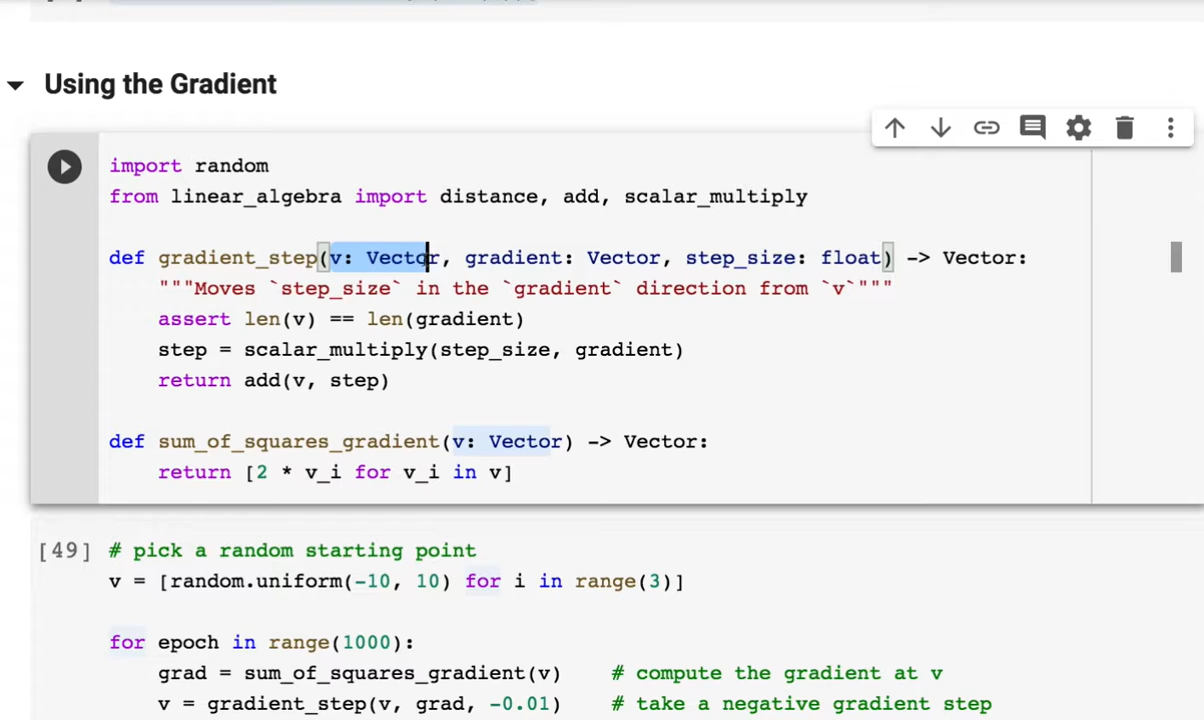 Using the Gradient
import random
from linear_algebra import distance, add, scalar_multiply
def gradient_step(v: Vector, gradient: Vector, step_size: float) -> Vector:
"""Moves `step_size` in the `gradient` direction from `v`"""
assert len(v) == len(gradient)
step = scalar_multiply(step_size, gradient)
return add(v, step)
def sum_of_squares_gradient(v: Vector) -> Vector:
return [2 * v_i for v_i in v]
[49] # pick a random starting point
v = [random.uniform(-10, 10) for i in range(3)]
for epoch in range(1000):
grad = sum_of_squares_gradient(v) # compute the gradient at v
v = gradient_step(v, grad, -0.01) # take a negative gradient step